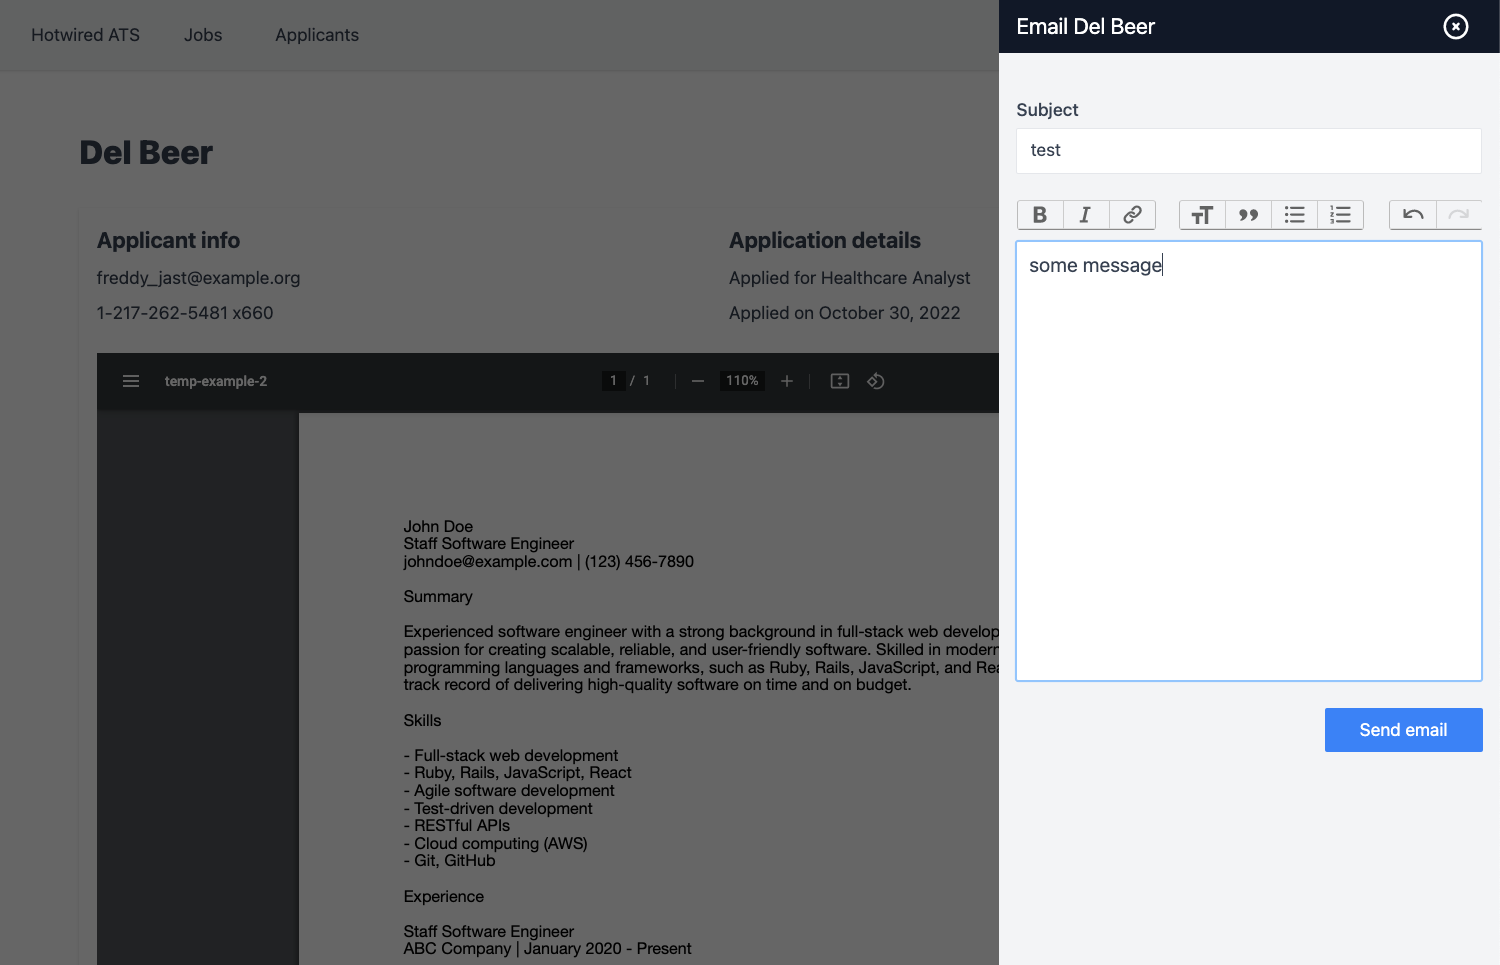 Hotwired ATS Jobs Applicants
Del Beer
Applicant info
freddy_jast@example.org
1-217-262-5481 x660
Application details
Applied for Healthcare Analyst
Applied on October 30, 2022
temp-example-2 1 / 1 110%
John Doe
Staff Software Engineer
johndoe@example.com | (123) 456-7890
Summary
Experienced software engineer with a strong background in full-stack web develop
passion for creating scalable, reliable, and user-friendly software. Skilled in modern
programming languages and frameworks, such as Ruby, Rails, JavaScript, and Rea
track record of delivering high-quality software on time and on budget.
Skills
- Full-stack web development
- Ruby, Rails, JavaScript, React
- Agile software development
- Test-driven development
- RESTful APIs
- Cloud computing (AWS)
- Git, GitHub
Experience
Staff Software Engineer
ABC Company | January 2020 - Present
Email Del Beer
Subject
test
some message
Send email